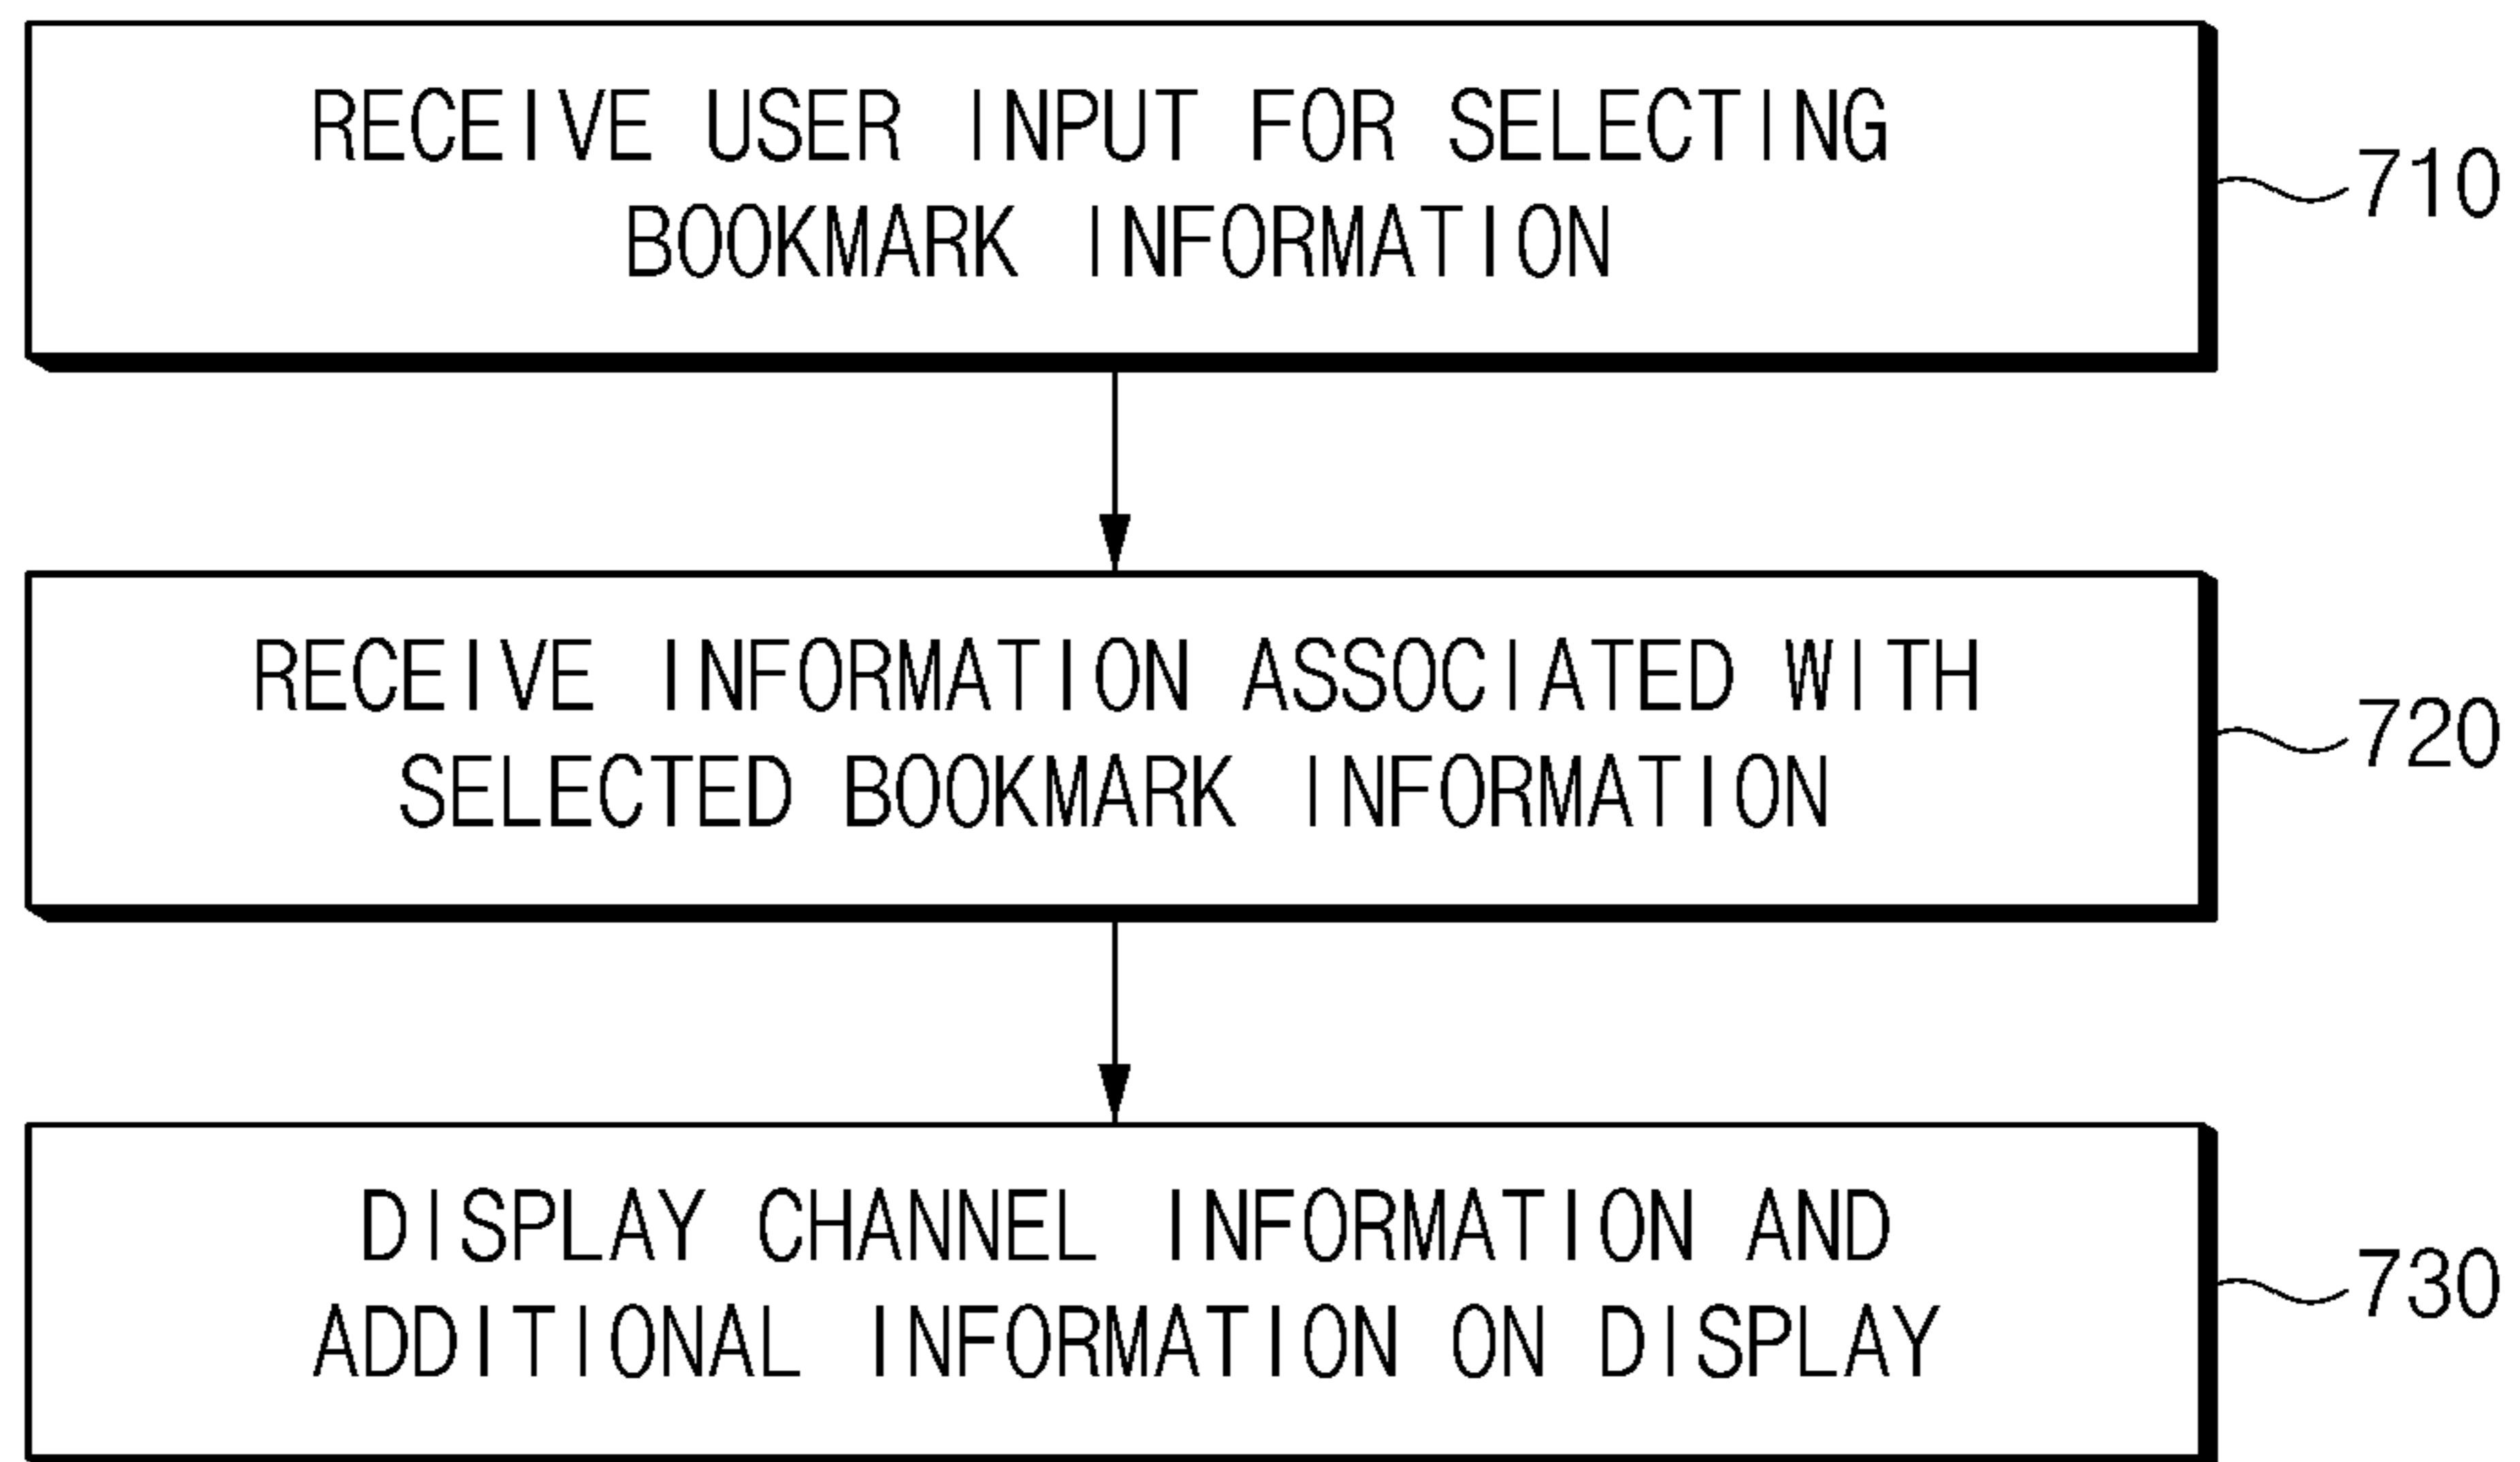 RECEIVE USER INPUT FOR SELECTING
BOOKMARK INFORMATION
710
RECEIVE INFORMATION ASSOCIATED WITH
SELECTED BOOKMARK INFORMATION
720
DISPLAY CHANNEL INFORMATION AND
ADDITIONAL INFORMATION ON DISPLAY
730